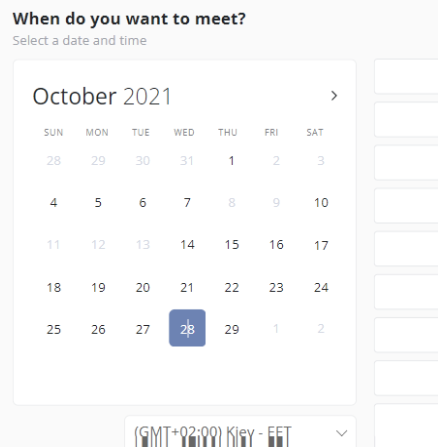 When do you want to meet?
Select a date and time
October 2021
SUN MON TUE WED THU FRI SAT
28 29 30 31 1 2 3
4 5 6 7 8 9 10
11 12 13 14 15 16 17
18 19 20 21 22 23 24
25 26 27 28 29 1 2
(GMT+02:00) Kiev - EET